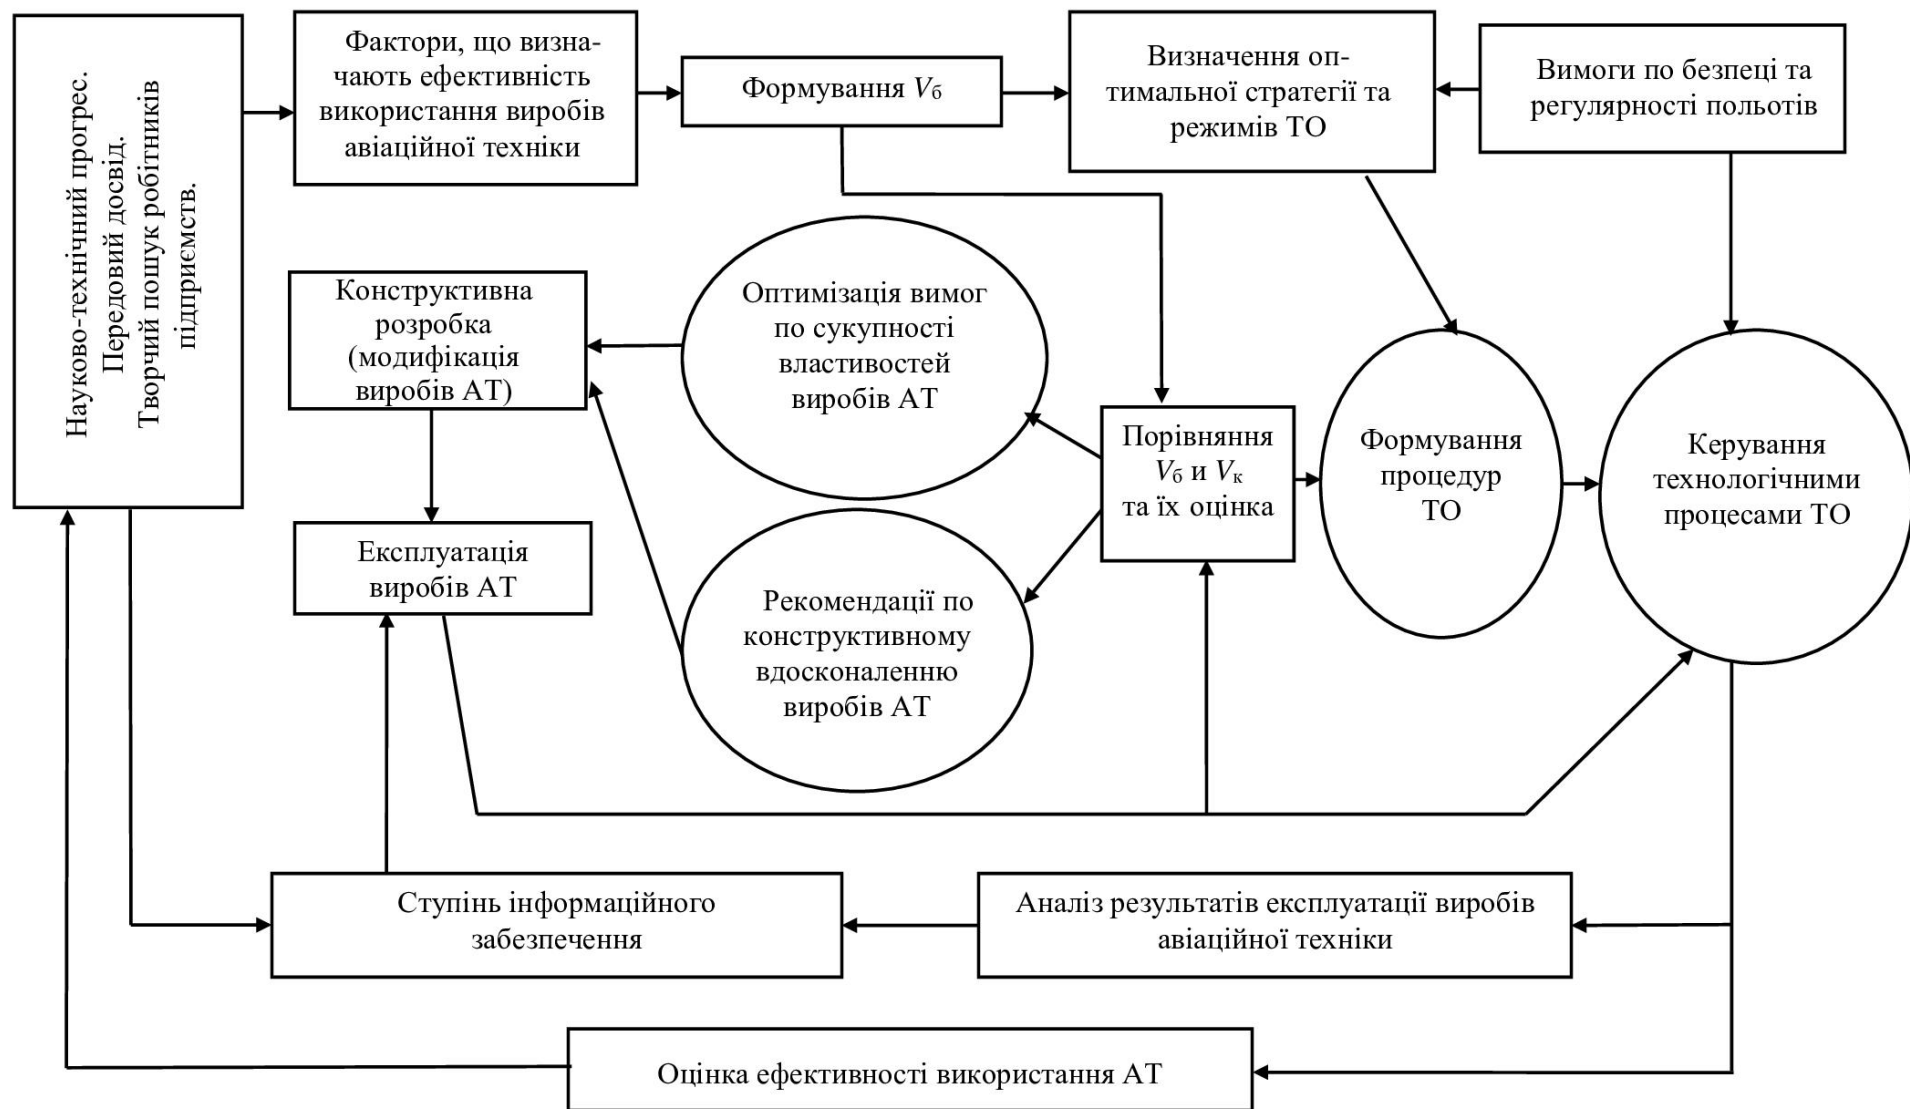 Науково-технічний прогрес.
Передовий досвід.
Творчий пошук робітників
підприємств.
Фактори, що визна-
чають ефективність
використання виробів
авіаційної техніки
Формування Vб
Визначення оп-
тимальної стратегії та
режимів ТО
Вимоги по безпеці та
регулярності польотів
Конструктивна
розробка
(модифікація
виробів АТ)
Оптимізація вимог
по сукупності
властивостей
виробів АТ
Порівняння
Vб и Vк
та їх оцінка
Формування
процедур
ТО
Керування
технологічними
процесами ТО
Експлуатація
виробів АТ
Рекомендації по
конструктивному
вдосконаленню
виробів АТ
Ступінь інформаційного
забезпечення
Аналіз результатів експлуатації виробів
авіаційної техніки
Оцінка ефективності використання АТ